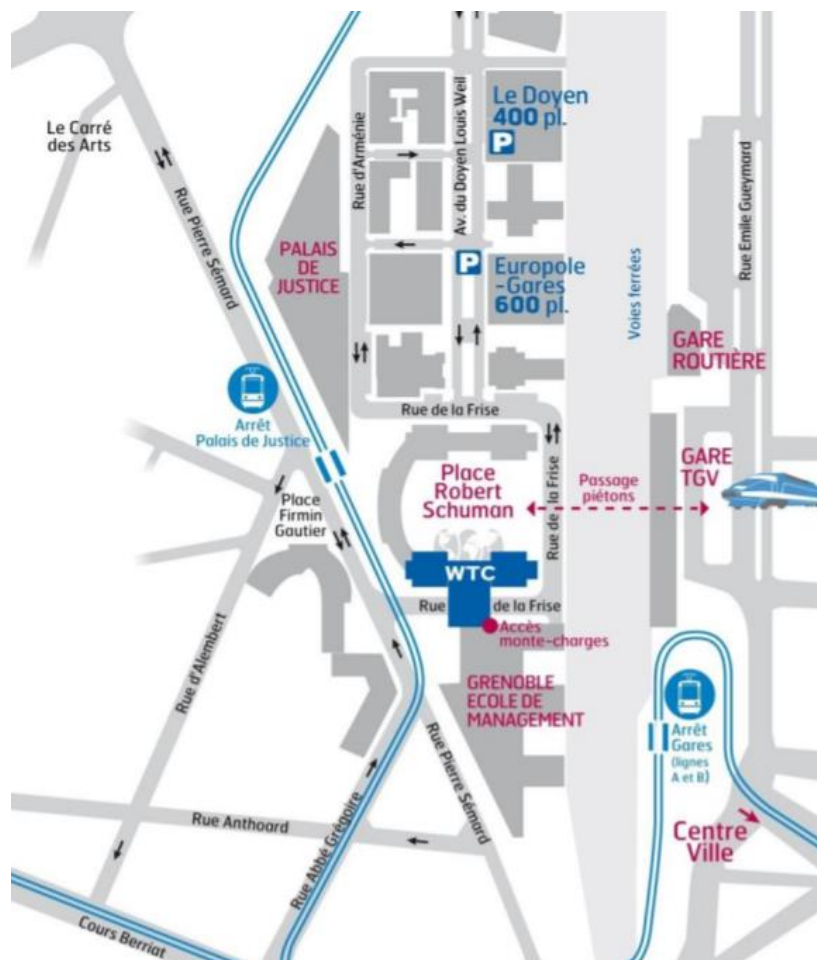 Le Doyen
400 pl.
P
Le Carré
des Arts
Rue d'Arménie
Av. du Doyen Louis Weil
Rue Emile Gueymard
Rue Pierre Sémard
PALAIS
DE
JUSTICE
P
Europole
-Gares
600 pl.
Voies ferrées
GARE
ROUTIÈRE
Rue de la Frise
Arrêt
Palais de Justice
Place
Robert
Schuman
Rue de la Frise
Passage
piétons
GARE
TGV
Place
Firmin
Gautier
WTC
Rue de la Frise
Accès
monte-charges
Rue d'Alembert
GRENOBLE
ECOLE DE
MANAGEMENT
Arrêt
Gares
(lignes
A et B)
Rue Pierre Sémard
Rue Anthoard
Rue Abbé Grégoire
Centre
Ville
Cours Berriat